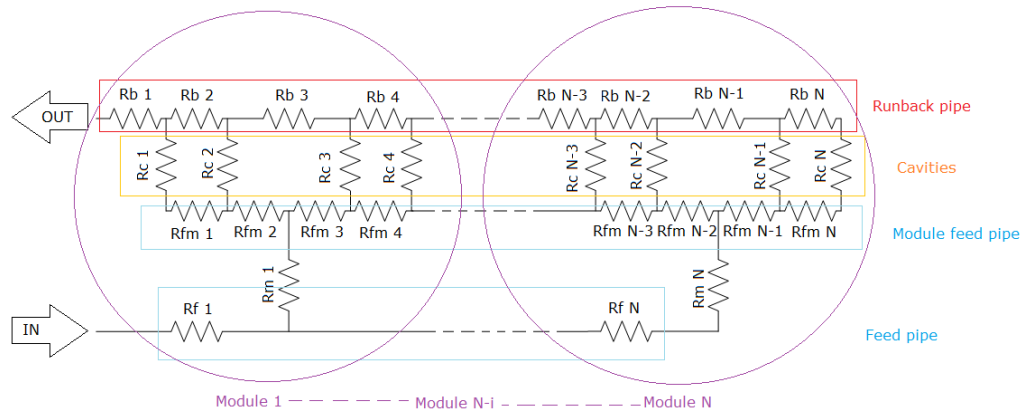 Rb 1 Rb 2 Rb 3 Rb 4 Rb N-3 Rb N-2 Rb N-1 Rb N
OUT
Runback pipe
Rc 1 Rc 2 Rc 3 Rc 4 Rc N-3 Rc N-2 Rc N-1 Rc N
Cavities
Rfm 1 Rfm 2 Rfm 3 Rfm 4 Rfm N-3 Rfm N-2 Rfm N-1 Rfm N
Module feed pipe
Rm 1 Rm N
Rf 1 Rf N
IN
Feed pipe
Module 1 Module N-i Module N